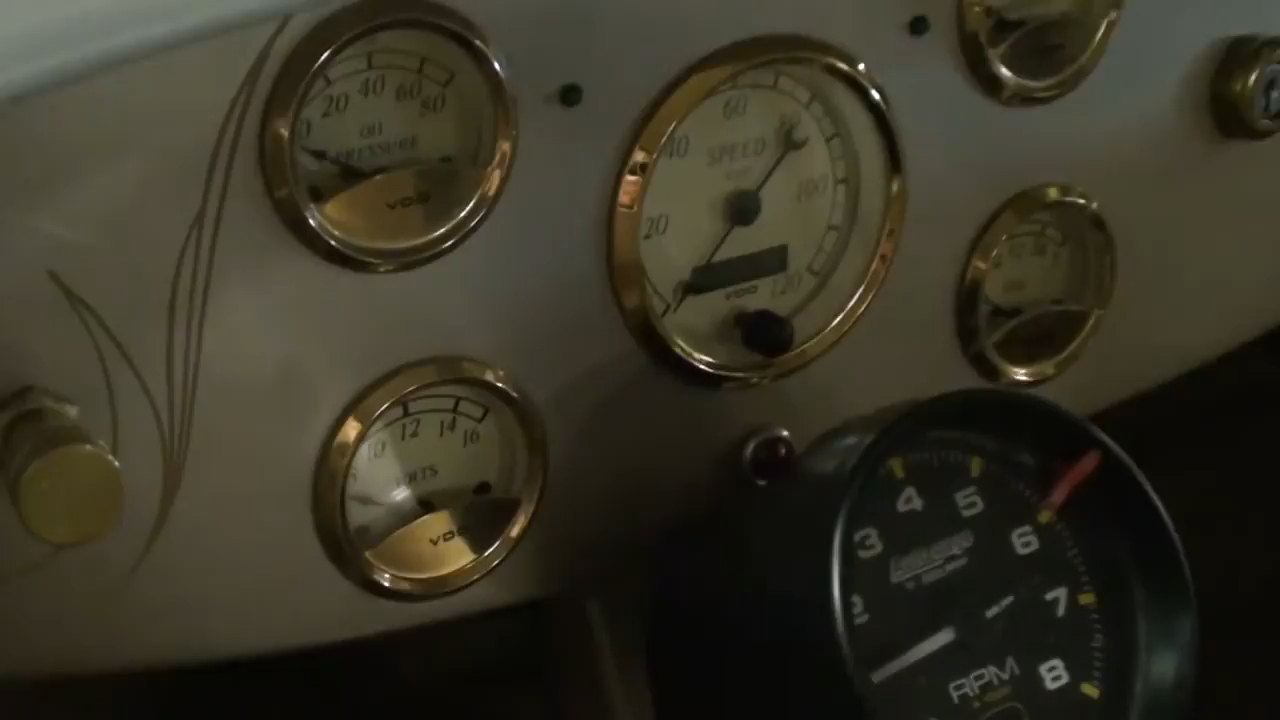 0 20 40 60 80
OIL
PRESSURE
VDO
20 40 60 80 100 120
SPEED
VDO
10 12 14 16
VOLTS
VDO
2 3 4 5 6 7 8
RPM